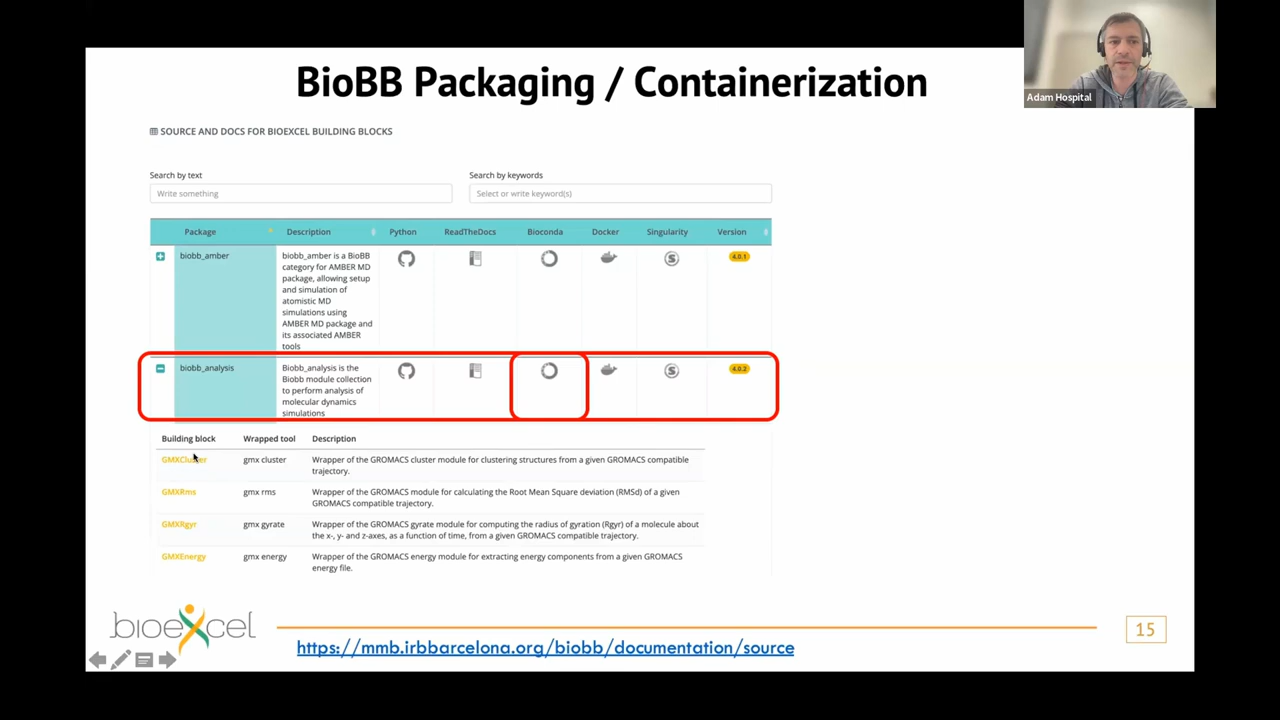 BioBB Packaging / Containerization
Adam Hospital
SOURCE AND DOCS FOR BIOEXCEL BUILDING BLOCKS
Search by text
Search by keywords
Write something
Select or write keyword(s)
Package Description Python ReadTheDocs Bioconda Docker Singularity Version
biobb_amber
biobb_amber is a BioBB
category for AMBER MD
package, allowing setup
and simulation of
atomistic MD
simulations using
AMBER MD package and
its associated AMBER
tools
4.0.1
biobb_analysis
Biobb_analysis is the
Biobb module collection
to perform analysis of
molecular dynamics
simulations
4.0.2
Building block Wrapped tool Description
GMXCluster gmx cluster Wrapper of the GROMACS cluster module for clustering structures from a given GROMACS compatible
trajectory.
GMXRms gmx rms Wrapper of the GROMACS module for calculating the Root Mean Square deviation (RMSd) of a given
GROMACS compatible trajectory.
GMXRgyr gmx gyrate Wrapper of the GROMACS gyrate module for computing the radius of gyration (Rgyr) of a molecule about
the x-, y- and z-axes, as a function of time, from a given GROMACS compatible trajectory.
GMXEnergy gmx energy Wrapper of the GROMACS energy module for extracting energy components from a given GROMACS
energy file.
bioexcel
https://mmb.irbbarcelona.org/biobb/documentation/source
15